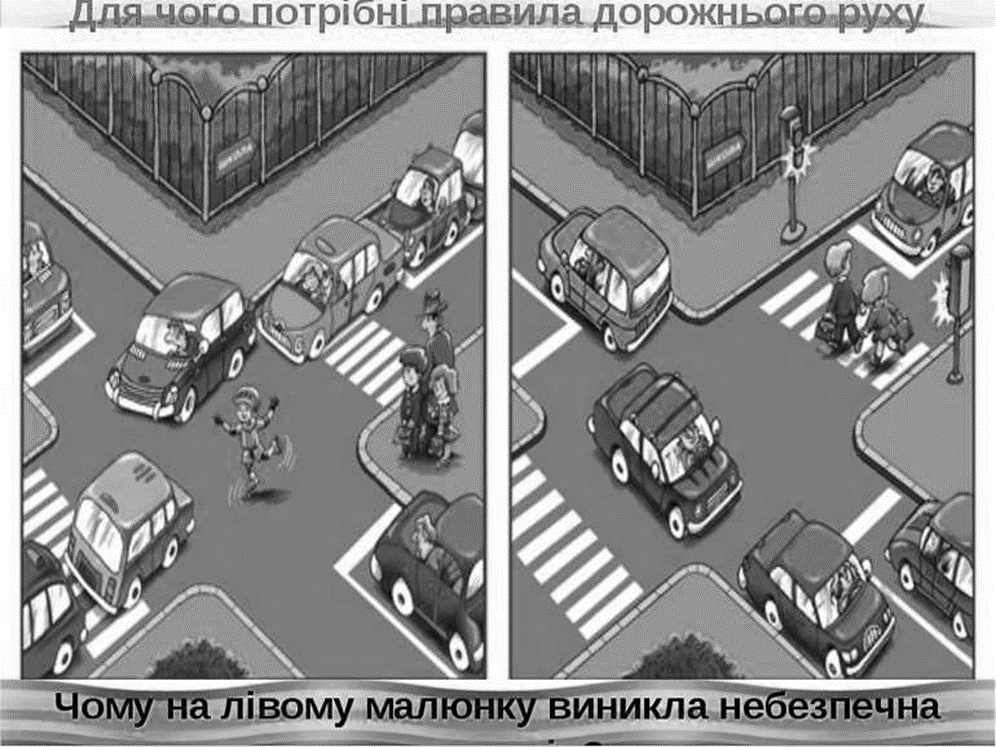 Для чого потрібні правила дорожнього руху
Чому на лівому малюнку виникла небезпечна